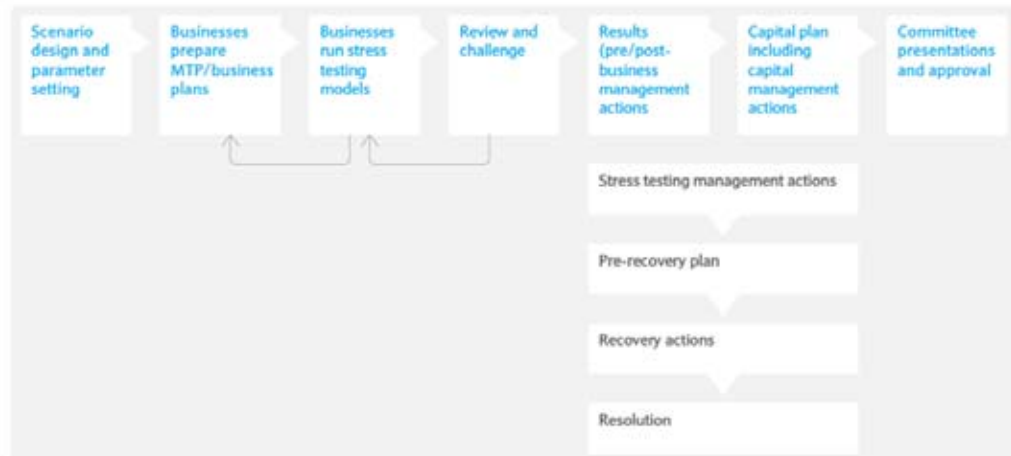 Scenario
design and
parameter
setting
Businesses
prepare
MTP/business
plans
Businesses
run stress
testing
models
Review and
challenge
Results
(pre/post-
business
management
actions
Capital plan
including
capital
management
actions
Committee
presentations
and approval
Stress testing management actions
Pre-recovery plan
Recovery actions
Resolution